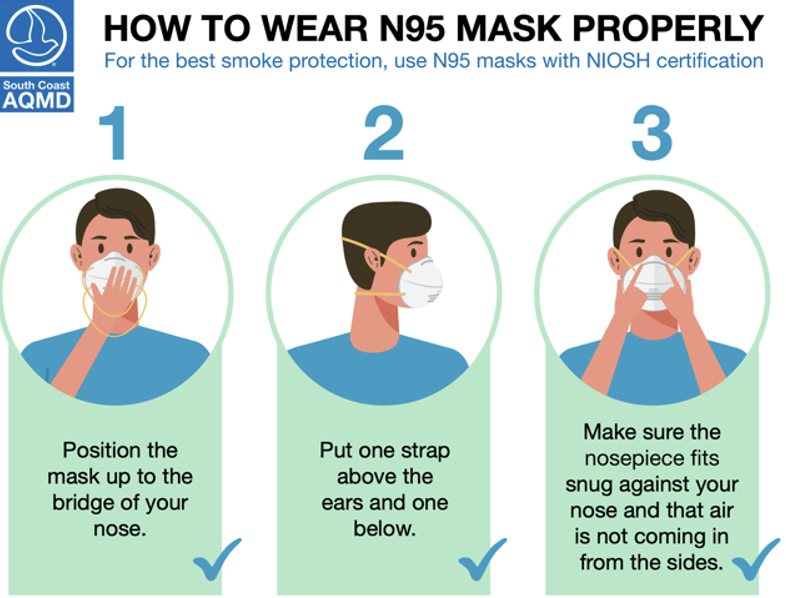 HOW TO WEAR N95 MASK PROPERLY
For the best smoke protection, use N95 masks with NIOSH certification
South Coast
AQMD
1
2
3
Position the
mask up to the
bridge of your
nose.
Put one strap
above the
ears and one
below.
Make sure the
nosepiece fits
snug against your
nose and that air
is not coming in
from the sides.